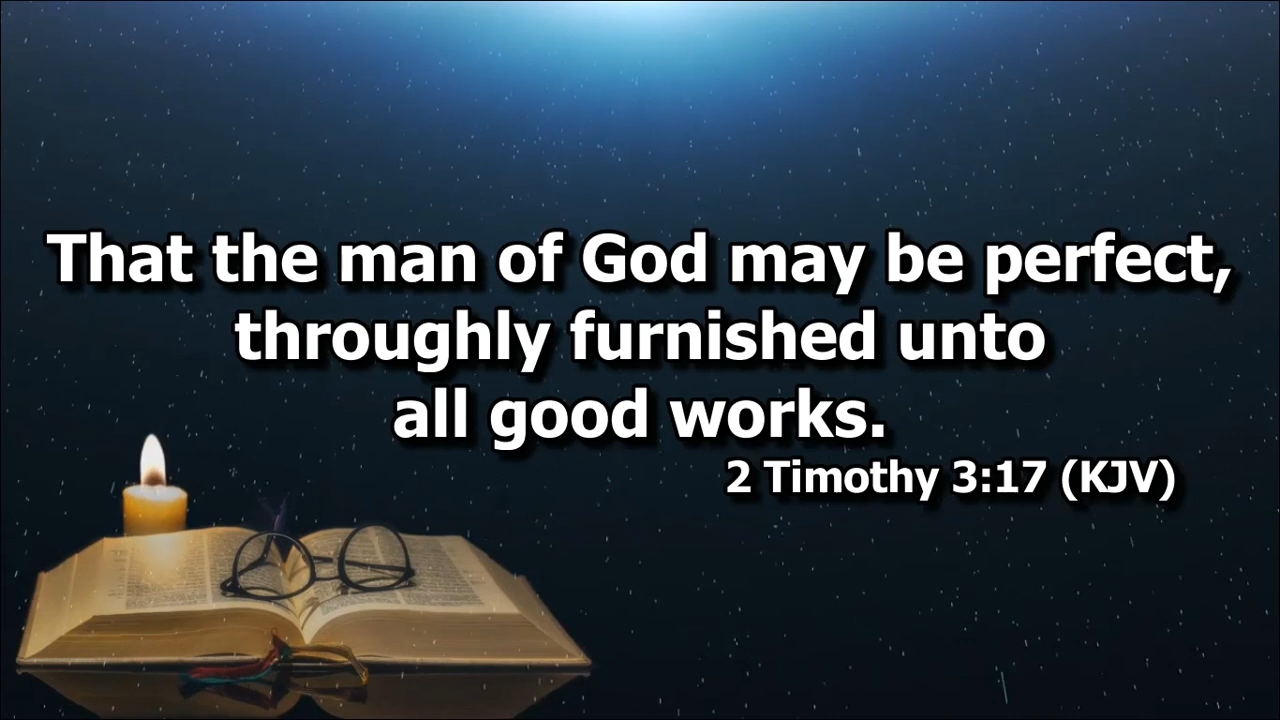 That the man of God may be perfect,
throughly furnished unto
all good works.
2 Timothy 3:17 (KJV)